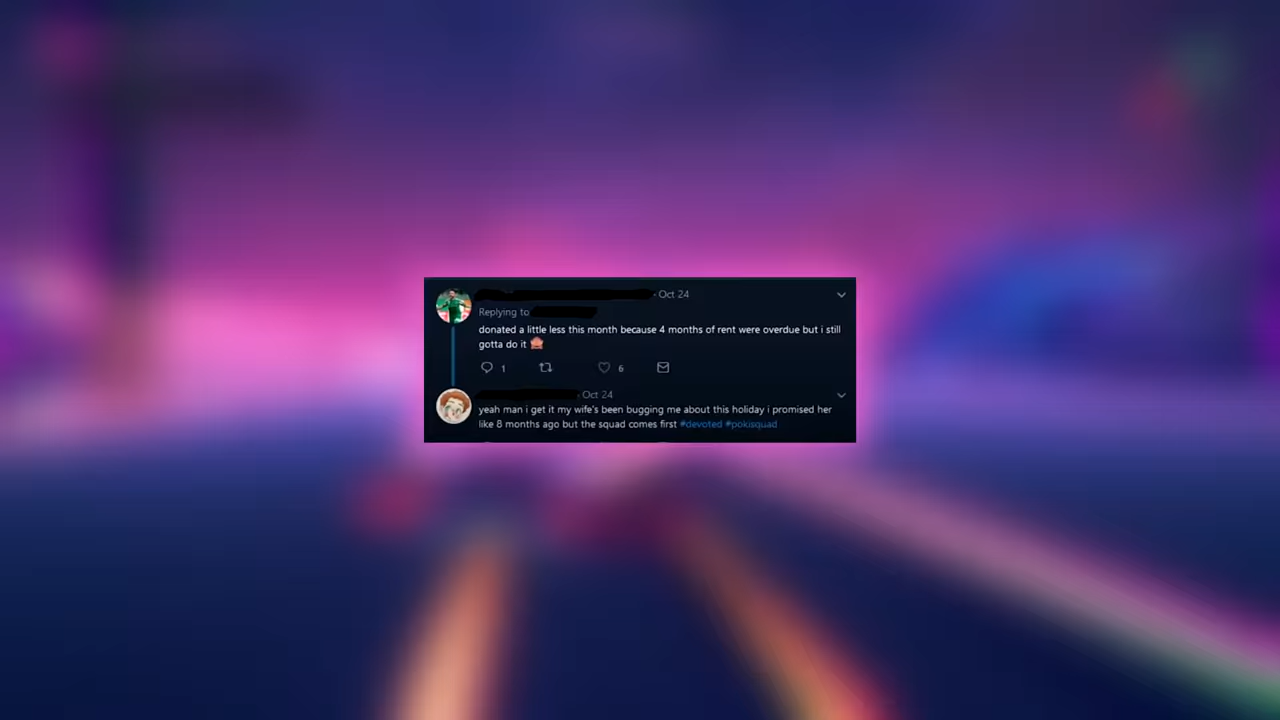 · Oct 24
Replying to
donated a little less this month because 4 months of rent were overdue but i still
gotta do it
1 6
· Oct 24
yeah man i get it my wife's been bugging me about this holiday i promised her
like 8 months ago but the squad comes first #devoted #pokisquad